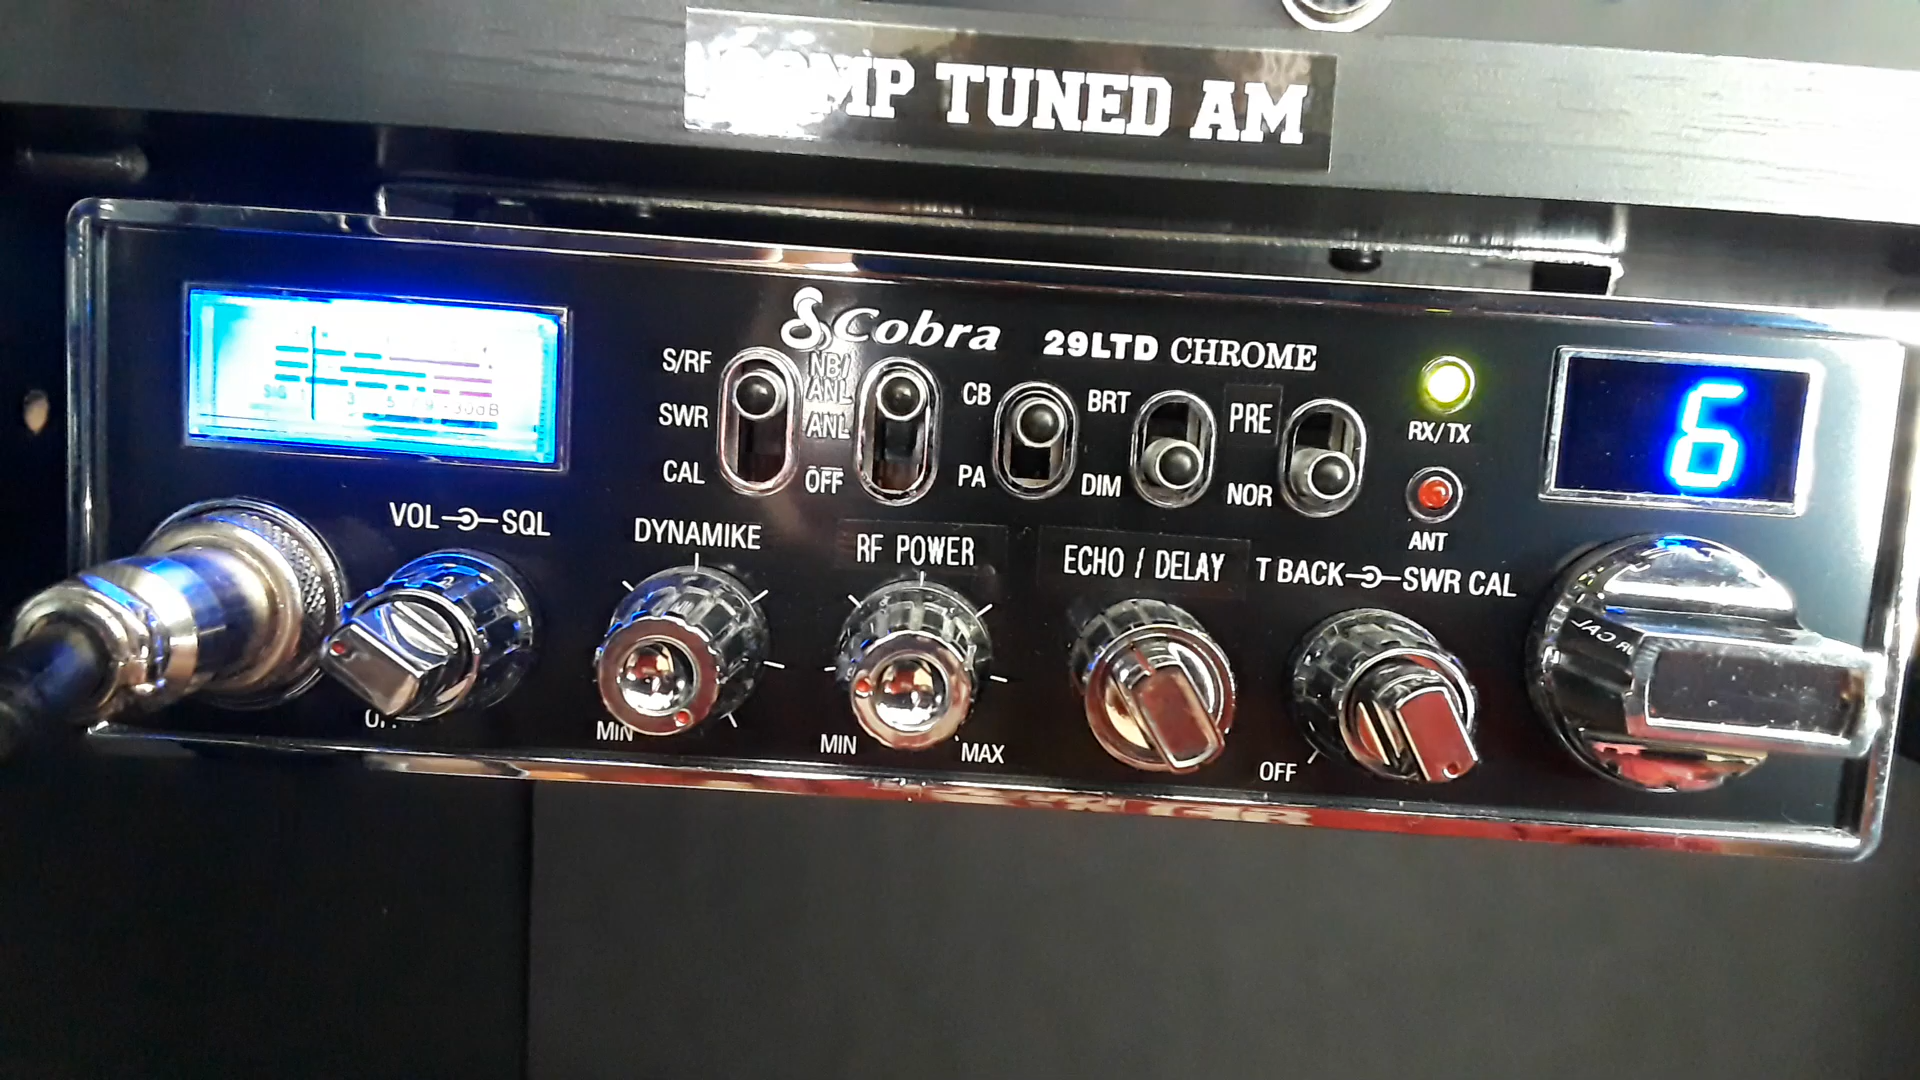 COMP TUNED AM
Cobra 29LTD CHROME
S/RF
SWR
CAL
NB/
ANL
ANL
OFF
CB
PA
BRT
DIM
PRE
NOR
RX/TX
ANT
6
VOL SQL
DYNAMIKE
MIN
RF POWER
MIN MAX
ECHO / DELAY
T BACK SWR CAL
OFF